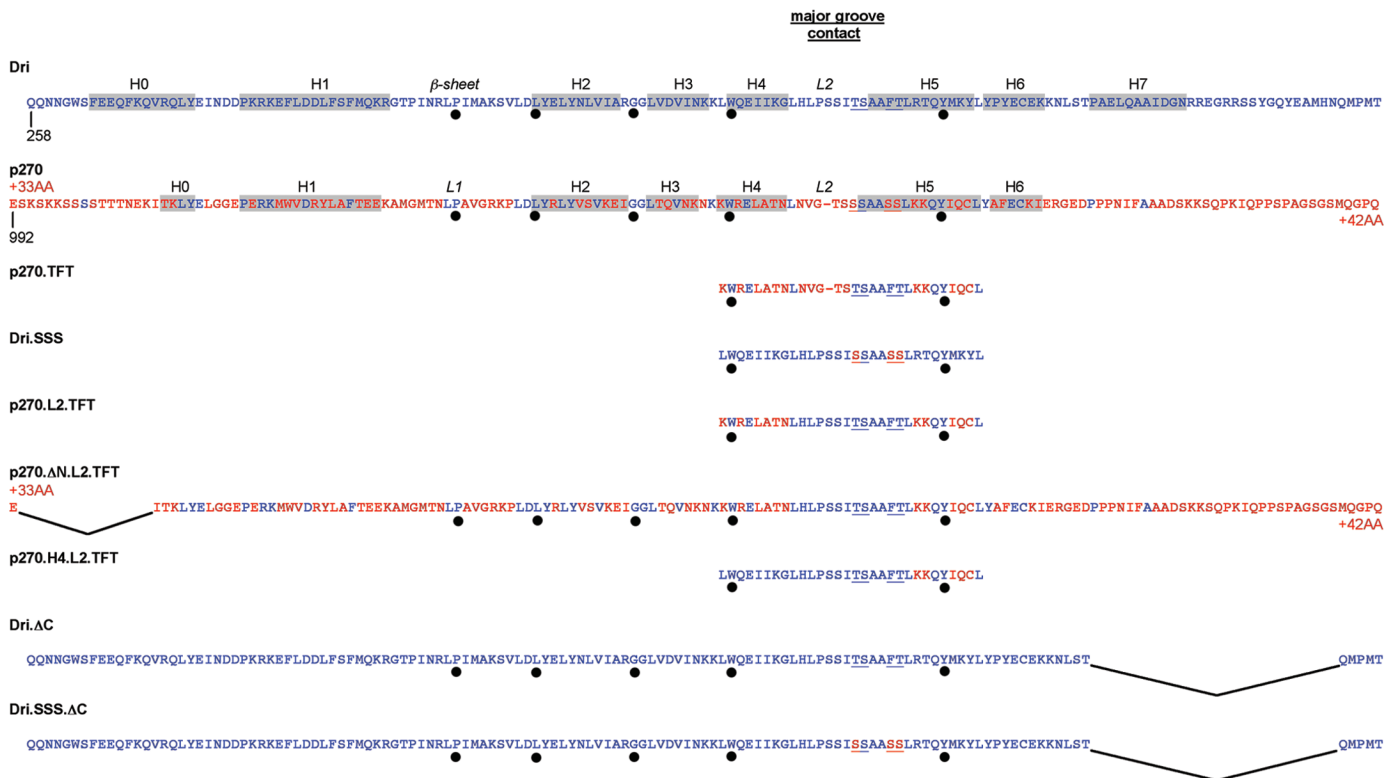 major groove
contact
Dri
H0 H1 β-sheet H2 H3 H4 L2 H5 H6 H7
QQNNGWSFEEQFKQVRQLYEINDDPKRKEFLDDLFSFMQKRGTPINRLPIMAKSVLDLYELYNLVIARGGLVDVINKKLWQEIIKGLHLPSSITSAAFTLRTQYMKYLYPYECEKKNLSTPAELQAAIDGNRREGRRSSYGQYEAMHNQMPMT
258
p270
+33AA
H0 H1 L1 H2 H3 H4 L2 H5 H6
ESKSKKSSSSTTTNEKITKLYELGGEPERKMWVDRYLAFTEEKAMGMTNLPAVGRKPLDLYRLYVSVKEIGGLTQVNKNKKWRELATNLNVG-TSSSAASSLKKQYIQCLYAFECKIERGEDPPPNIFAAADSKKSQPKIQPPSPAGSGSMQGPQ
992
+42AA
p270.TFT
KWRELATNLNVG-TSTSAAFTLKKQYIQCL
Dri.SSS
LWQEIIKGLHLPSSISSAASSLRTQYMKYL
p270.L2.TFT
KWRELATNLHLPSSITSAAFTLKKQYIQCL
p270.ΔN.L2.TFT
+33AA
E ITKLYELGGEPERKMWVDRYLAFTEEKAMGMTNLPAVGRKPLDLYRLYVSVKEIGGLTQVNKNKKWRELATNLHLPSSITSAAFTLKKQYIQCLYAFECKIERGEDPPPNIFAAADSKKSQPKIQPPSPAGSGSMQGPQ
+42AA
p270.H4.L2.TFT
LWQEIIKGLHLPSSITSAAFTLKKQYIQCL
Dri.ΔC
QQNNGWSFEEQFKQVRQLYEINDDPKRKEFLDDLFSFMQKRGTPINRLPIMAKSVLDLYELYNLVIARGGLVDVINKKLWQEIIKGLHLPSSITSAAFTLRTQYMKYLYPYECEKKNLST QMPMT
Dri.SSS.ΔC
QQNNGWSFEEQFKQVRQLYEINDDPKRKEFLDDLFSFMQKRGTPINRLPIMAKSVLDLYELYNLVIARGGLVDVINKKLWQEIIKGLHLPSSISSAASSLRTQYMKYLYPYECEKKNLST QMPMT